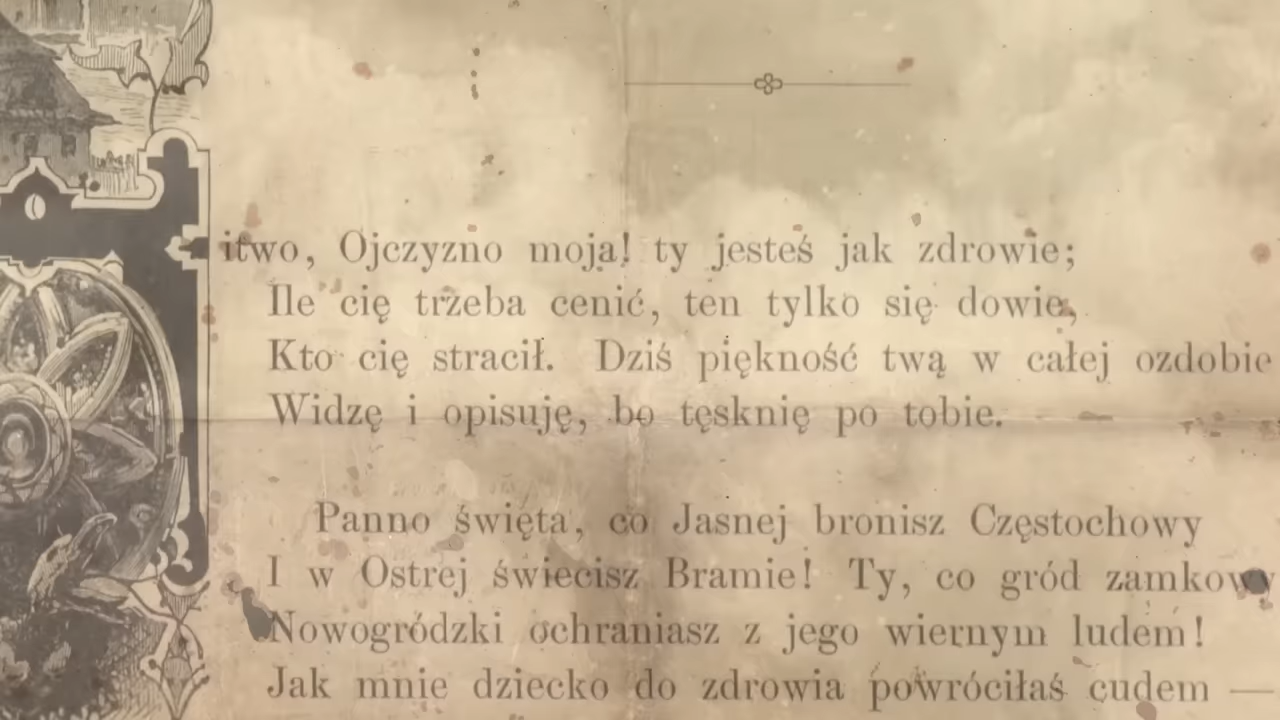 itwo, Ojczyzno moja! ty jesteś jak zdrowie;
Ile cię trzeba cenić, ten tylko się dowie,
Kto cię stracił. Dziś piękność twą w całej ozdobie
Widzę i opisuję, bo tęsknię po tobie.
Panno święta, co Jasnej bronisz Częstochowy
I w Ostrej świecisz Bramie! Ty, co gród zamkowy
Nowogródzki ochraniasz z jego wiernym ludem!
Jak mnie dziecko do zdrowia powróciłaś cudem —